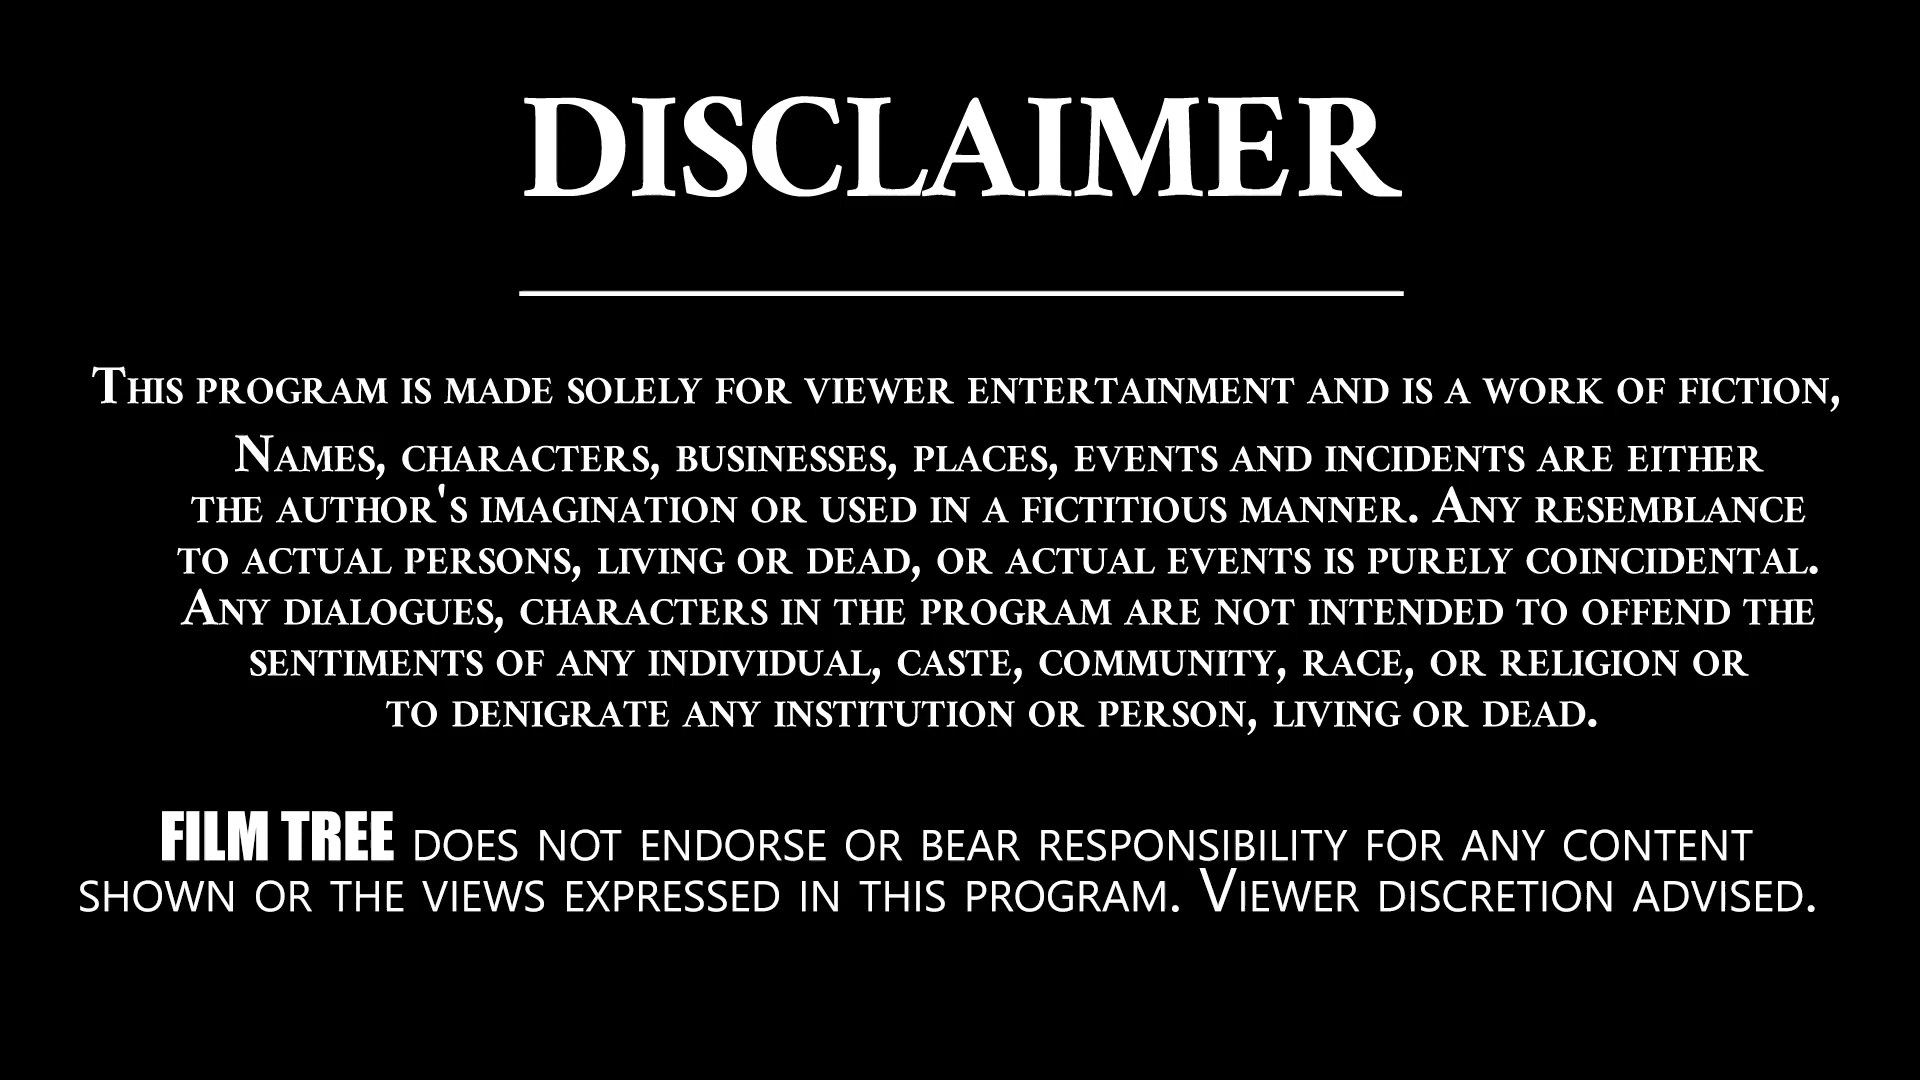 DISCLAIMER
This program is made solely for viewer entertainment and is a work of fiction,
Names, characters, businesses, places, events and incidents are either
the author's imagination or used in a fictitious manner. Any resemblance
to actual persons, living or dead, or actual events is purely coincidental.
Any dialogues, characters in the program are not intended to offend the
sentiments of any individual, caste, community, race, or religion or
to denigrate any institution or person, living or dead.
FILM TREE does not endorse or bear responsibility for any content
shown or the views expressed in this program. Viewer discretion advised.